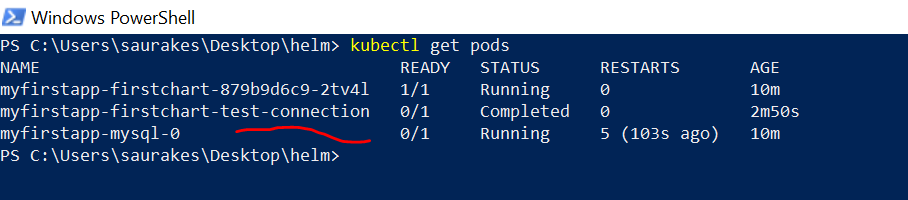 Windows PowerShell
PS C:\Users\saurakes\Desktop\helm> kubectl get pods
NAME READY STATUS RESTARTS AGE
myfirstapp-firstchart-879b9d6c9-2tv4l 1/1 Running 0 10m
myfirstapp-firstchart-test-connection 0/1 Completed 0 2m50s
myfirstapp-mysql-0 0/1 Running 5 (103s ago) 10m
PS C:\Users\saurakes\Desktop\helm>